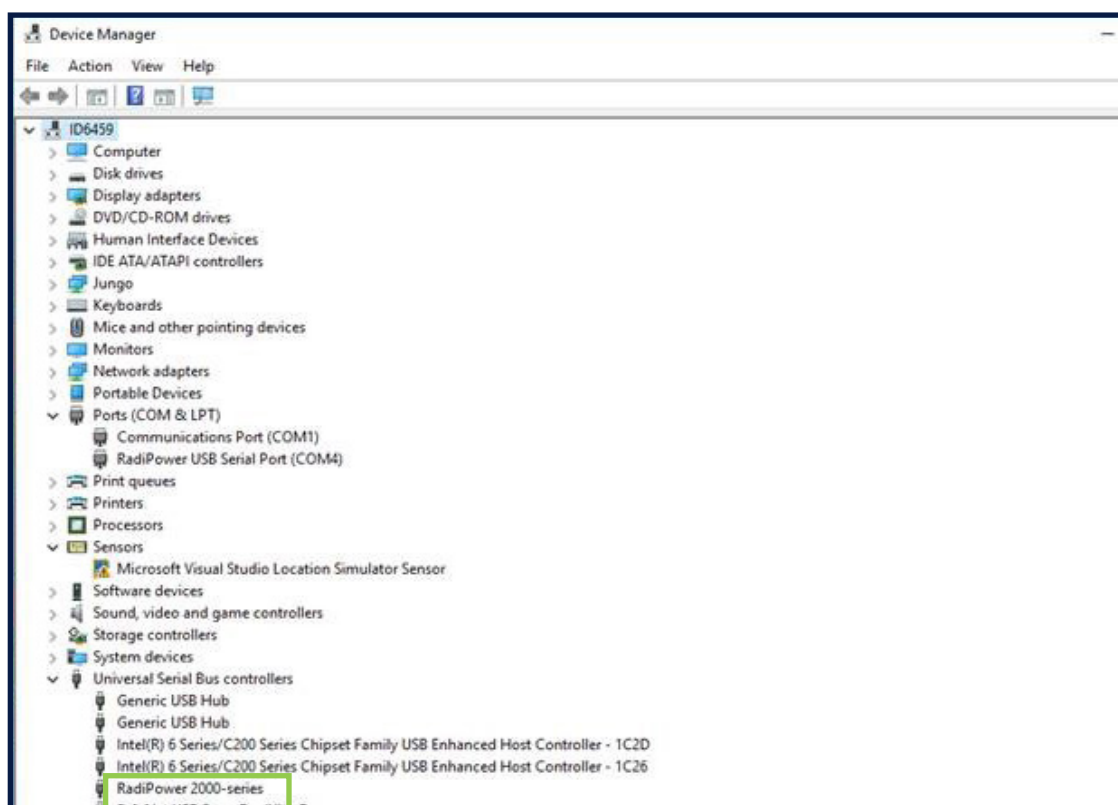 Device Manager
File Action View Help
ID6459
Computer
Disk drives
Display adapters
DVD/CD-ROM drives
Human Interface Devices
IDE ATA/ATAPI controllers
Jungo
Keyboards
Mice and other pointing devices
Monitors
Network adapters
Portable Devices
Ports (COM & LPT)
Communications Port (COM1)
RadiPower USB Serial Port (COM4)
Print queues
Printers
Processors
Sensors
Microsoft Visual Studio Location Simulator Sensor
Software devices
Sound, video and game controllers
Storage controllers
System devices
Universal Serial Bus controllers
Generic USB Hub
Generic USB Hub
Intel(R) 6 Series/C200 Series Chipset Family USB Enhanced Host Controller - 1C2D
Intel(R) 6 Series/C200 Series Chipset Family USB Enhanced Host Controller - 1C26
RadiPower 2000-series